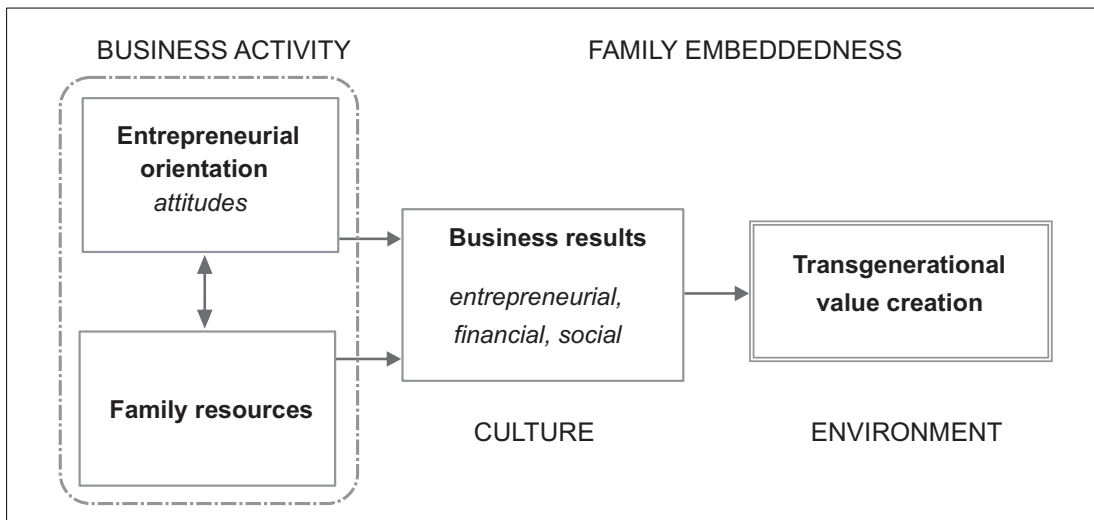 BUSINESS ACTIVITY
FAMILY EMBEDDEDNESS
Entrepreneurial
orientation
attitudes
Family resources
Business results
entrepreneurial,
financial, social
Transgenerational
value creation
CULTURE
ENVIRONMENT